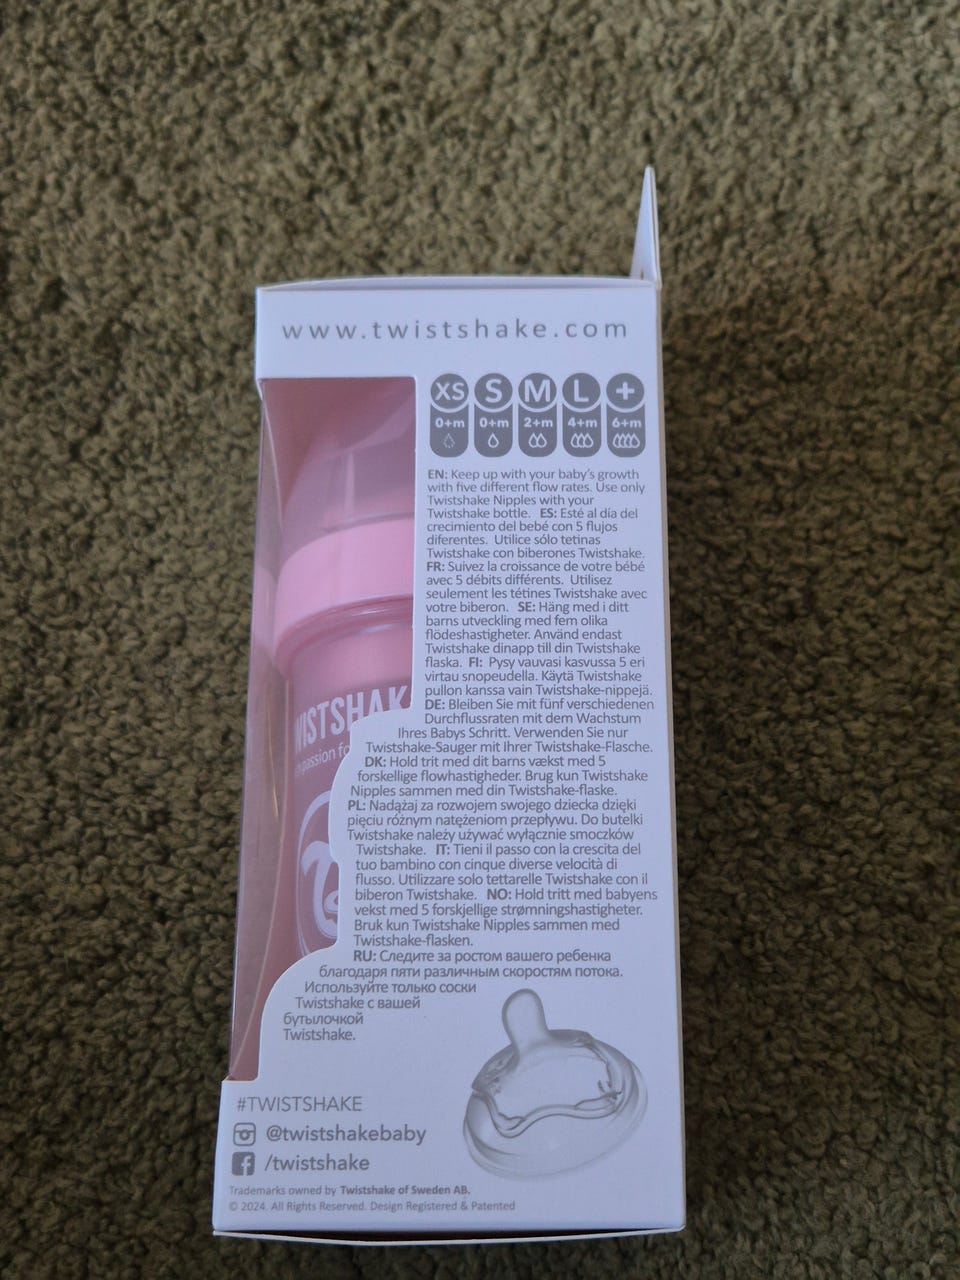 www.twistshake.com
XS S M L +
0+m 0+m 2+m 4+m 6+m
EN: Keep up with your baby's growth
with five different flow rates. Use only
Twistshake Nipples with your
Twistshake bottle. ES: Esté al día del
crecimiento del bebé con 5 flujos
diferentes. Utilice sólo tetinas
Twistshake con biberones Twistshake.
FR: Suivez la croissance de votre bébé
avec 5 débits différents. Utilisez
seulement les tétines Twistshake avec
votre biberon. SE: Häng med i ditt
barns utveckling med fem olika
flödeshastigheter. Använd endast
Twistshake dinapp till din Twistshake
flaska. FI: Pysy vauvasi kasvussa 5 eri
virtau snopeudella. Käytä Twistshake
pullon kanssa vain Twistshake-nippejä.
DE: Bleiben Sie mit fünf verschiedenen
Durchflussraten mit dem Wachstum
Ihres Babys Schritt. Verwenden Sie nur
Twistshake-Sauger mit Ihrer Twistshake-Flasche.
DK: Hold trit med dit barns vækst med 5
forskellige flowhastigheder. Brug kun Twistshake
Nipples sammen med din Twistshake-flaske.
PL: Nadążaj za rozwojem swojego dziecka dzięki
pięciu różnym natężeniom przepływu. Do butelki
Twistshake należy używać wyłącznie smoczków
Twistshake. IT: Tieni il passo con la crescita del
tuo bambino con cinque diverse velocità di
flusso. Utilizzare solo tettarelle Twistshake con il
biberon Twistshake. NO: Hold tritt med babyens
vekst med 5 forskjellige strømningshastigheter.
Bruk kun Twistshake Nipples sammen med
Twistshake-flasken.
RU: Следите за ростом вашего ребенка
благодаря пяти различным скоростям потока.
Используйте только соски
Twistshake с вашей
бутылочкой
Twistshake.
WISTSHAK
passion fo
#TWISTSHAKE
@twistshakebaby
/twistshake
Trademarks owned by Twistshake of Sweden AB.
© 2024. All Rights Reserved. Design Registered & Patented